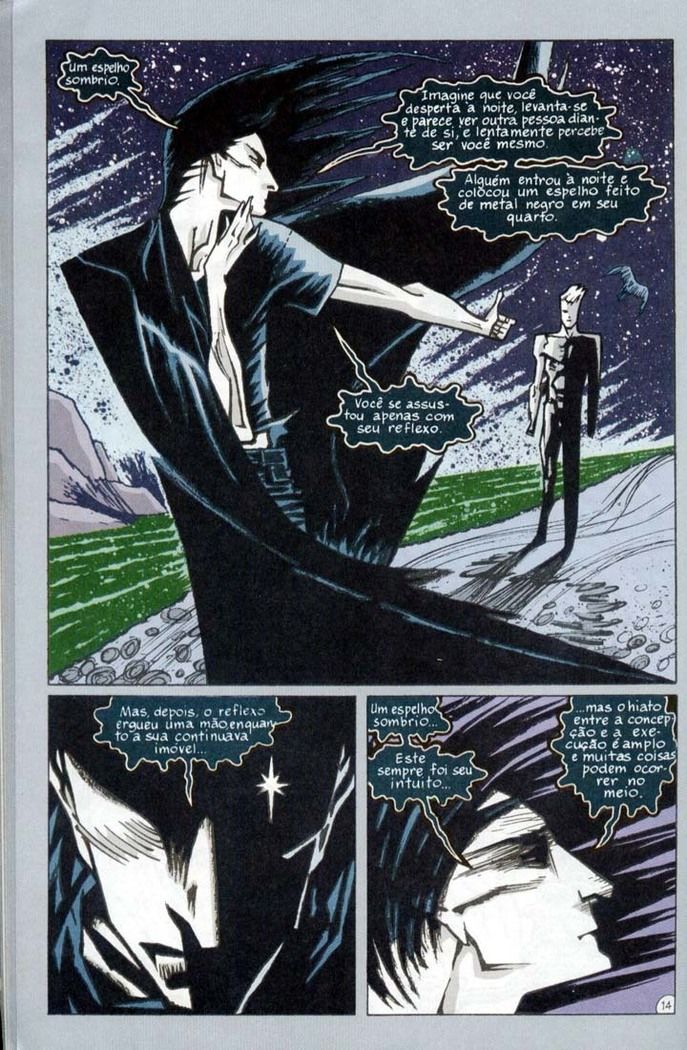 Um espelho
sombrio.
Imagine que você
desperta à noite, levanta-se
e parece ver outra pessoa dian-
te de si, e lentamente percebe
ser você mesmo.
Alguém entrou à noite e
colocou um espelho feito
de metal negro em seu
quarto.
Você se assus-
tou apenas com
seu reflexo.
Mas, depois, o reflexo
ergueu uma mão, enquan-
to a sua continuava
imóvel...
Um espelho
sombrio...
Este
sempre foi seu
intuito...
...mas o hiato
entre a concep-
ção e a exe-
cução é amplo
e muitas coisas
podem ocor-
rer no
meio.
14